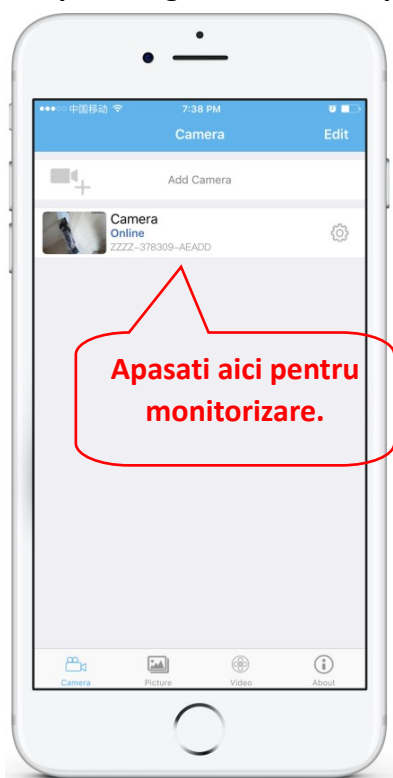 中国移动 7:38 PM
Camera Edit
Add Camera
Camera
Online
ZZZZ-378309-AEADD
Apasati aici pentru
monitorizare.
Camera Picture Video About